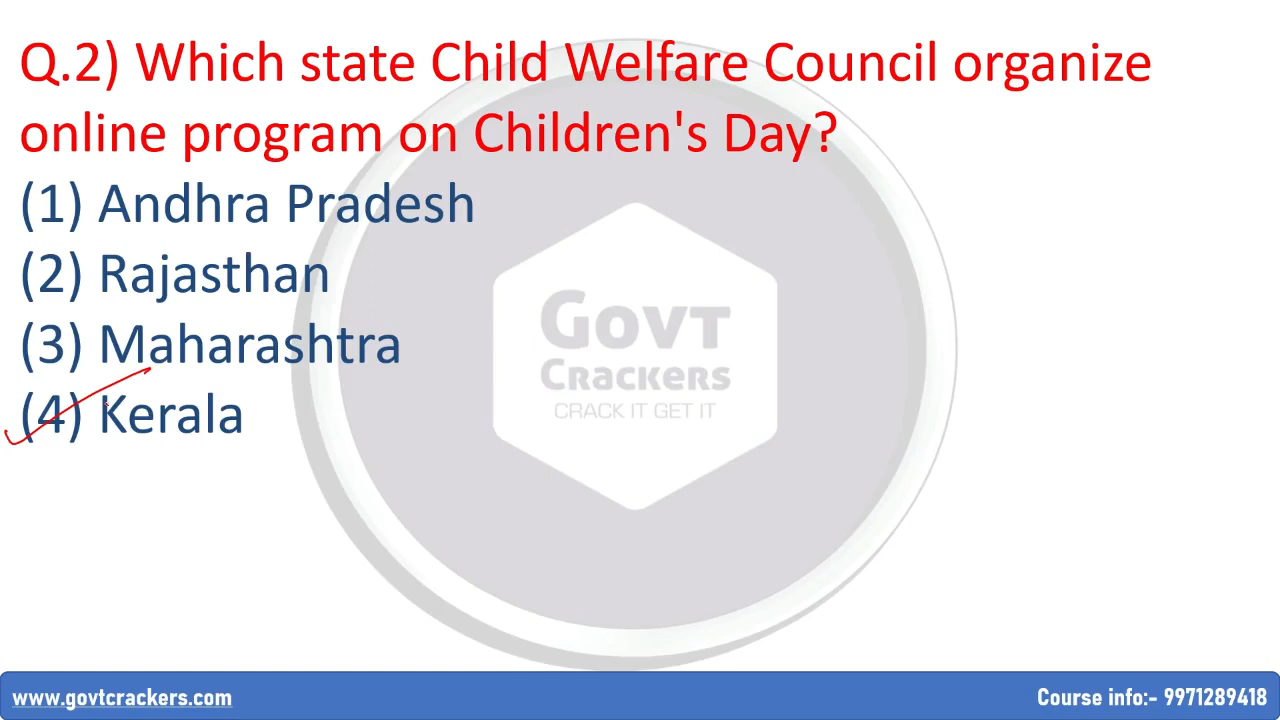 Q.2) Which state Child Welfare Council organize
online program on Children's Day?
(1) Andhra Pradesh
(2) Rajasthan
(3) Maharashtra
(4) Kerala
GOVT
CRACKERS
CRACK IT GET IT
www.govtcrackers.com
Course info:- 9971289418